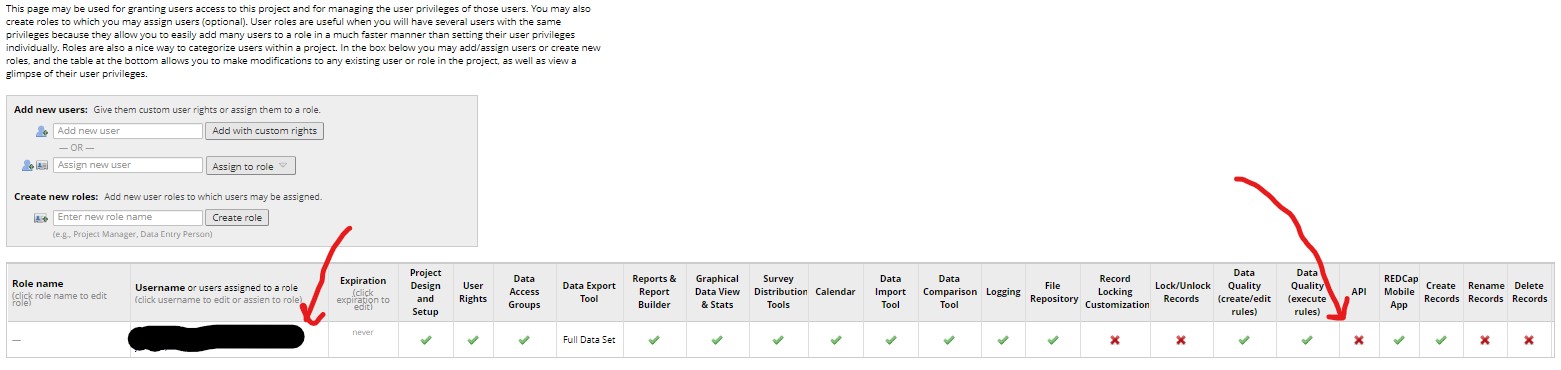 This page may be used for granting users access to this project and for managing the user privileges of those users. You may also
create roles to which you may assign users (optional). User roles are useful when you will have several users with the same
privileges because they allow you to easily add many users to a role in a much faster manner than setting their user privileges
individually. Roles are also a nice way to categorize users within a project. In the box below you may add/assign users or create new
roles, and the table at the bottom allows you to make modifications to any existing user or role in the project, as well as view a
glimpse of their user privileges.
Add new users: Give them custom user rights or assign them to a role.
Add new user Add with custom rights
— OR —
Assign new user Assign to role
Create new roles: Add new user roles to which users may be assigned.
Enter new role name Create role
(e.g., Project Manager, Data Entry Person)
Role name
(click role name to edit
role)
Username or users assigned to a role
(click username to edit or assign to role)
Expiration
(click
expiration to
edit)
Project
Design
and
Setup
User
Rights
Data
Access
Groups
Data Export
Tool
Reports &
Report
Builder
Graphical
Data View
& Stats
Survey
Distribution
Tools
Calendar
Data
Import
Tool
Data
Comparison
Tool
Logging
File
Repository
Record
Locking
Customization
Lock/Unlock
Records
Data
Quality
(create/edit
rules)
Data
Quality
(execute
rules)
API
REDCap
Mobile
App
Create
Records
Rename
Records
Delete
Records
—
never
Full Data Set